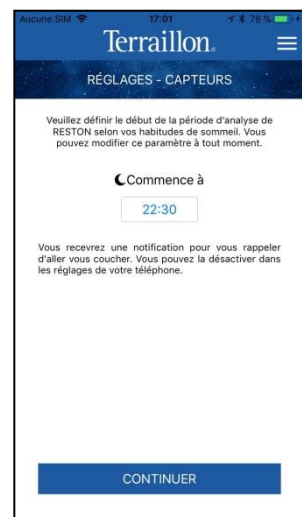 Aucune SIM 17:01 78 %
Terraillon®
RÉGLAGES - CAPTEURS
Veuillez définir le début de la période d'analyse de
RESTON selon vos habitudes de sommeil. Vous
pouvez modifier ce paramètre à tout moment.
Commence à
22:30
Vous recevrez une notification pour vous rappeler
d'aller vous coucher. Vous pouvez la désactiver dans
les réglages de votre téléphone.
CONTINUER